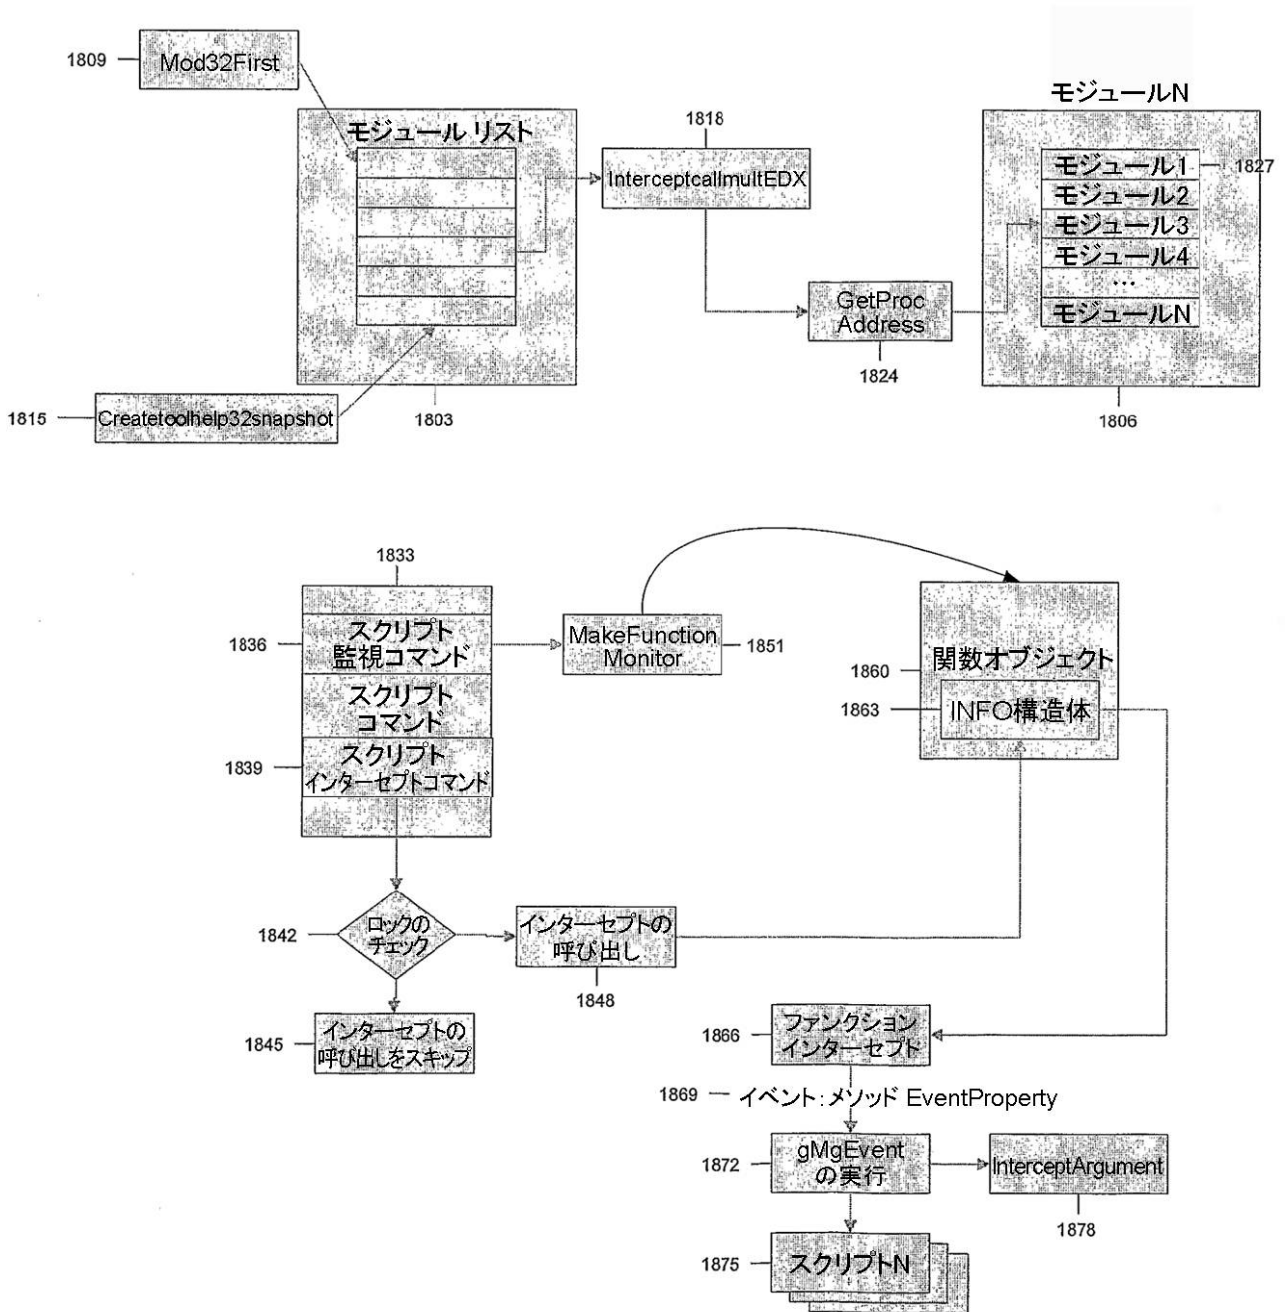 1809
Mod32First
モジュール リスト
1818
InterceptcallmultEDX
モジュールN
モジュール1
1827
モジュール2
モジュール3
モジュール4
...
モジュールN
GetProc
Address
1824
1815
Createtoolhelp32snapshot
1803
1806
1833
1836
スクリプト
監視コマンド
スクリプト
コマンド
1839
スクリプト
インターセプトコマンド
MakeFunction
Monitor
1851
1860
関数オブジェクト
1863
INFO構造体
1842
ロックの
チェック
インターセプトの
呼び出し
1848
1845
インターセプトの
呼び出しをスキップ
1866
ファンクション
インターセプト
1869
イベント:メソッド EventProperty
1872
gMgEvent
の実行
InterceptArgument
1878
1875
スクリプトN